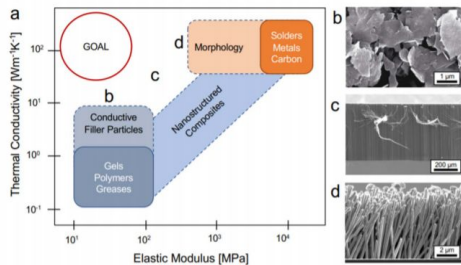 a
Thermal Conductivity [Wm⁻¹K⁻¹]
10²
10¹
10⁰
10⁻¹
GOAL
b
Conductive
Filler Particles
Gels
Polymers
Greases
c
Nanostructured
Composites
d
Morphology
Solders
Metals
Carbon
10¹
10²
10³
10⁴
Elastic Modulus [MPa]
b
1 µm
c
200 µm
d
2 µm